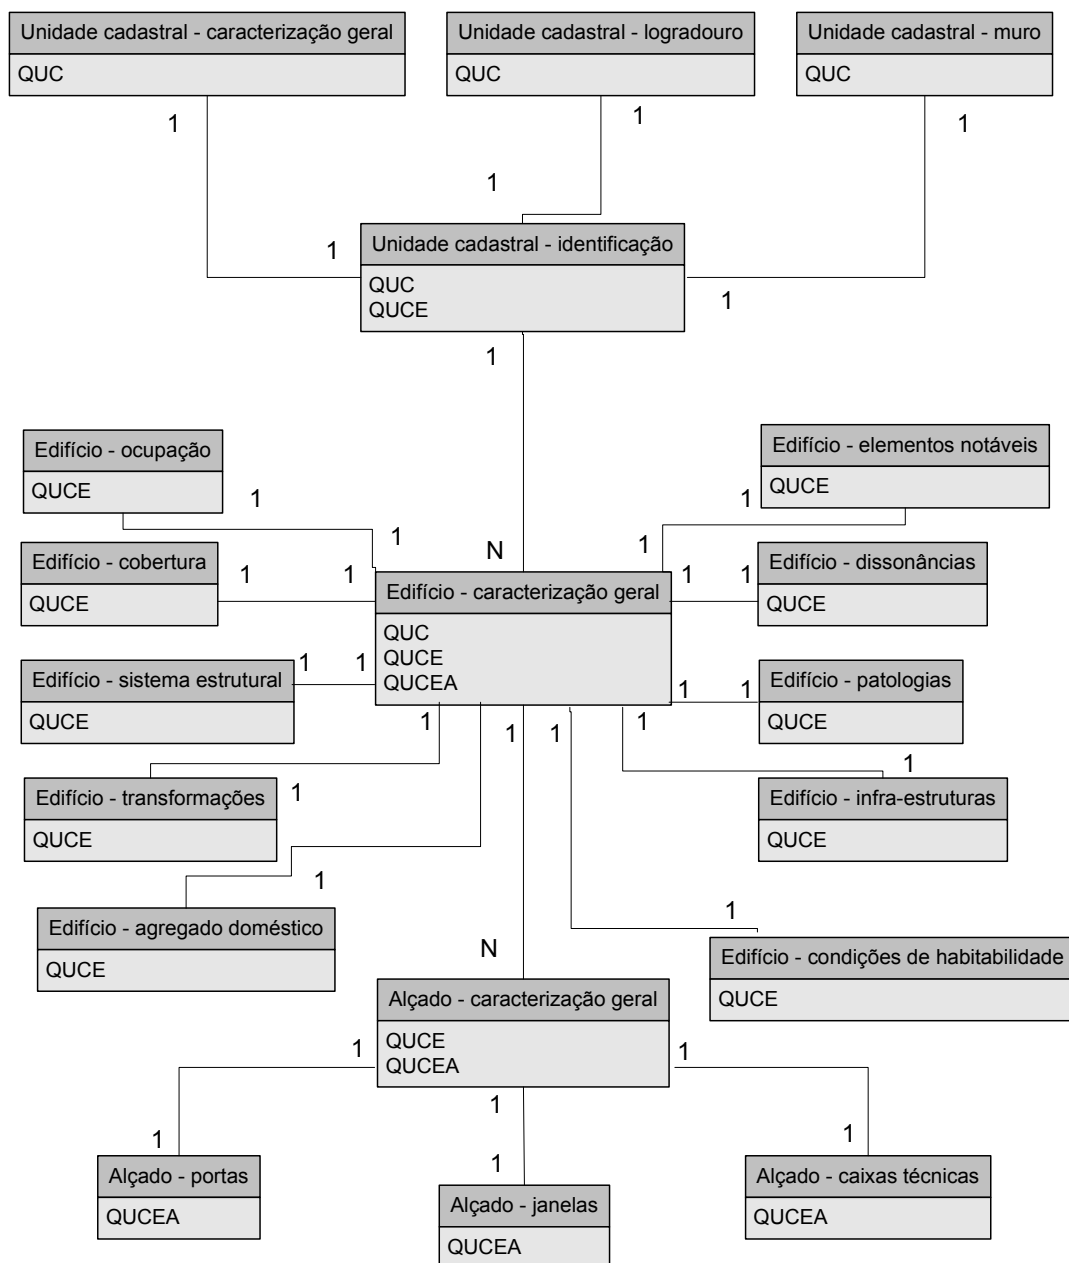 Unidade cadastral - caracterização geral
QUC
Unidade cadastral - logradouro
QUC
Unidade cadastral - muro
QUC
1
1
1
1
1
1
Unidade cadastral - identificação
QUC
QUCE
1
Edifício - ocupação
QUCE
Edifício - elementos notáveis
QUCE
1
1
1
1
N
Edifício - cobertura
QUCE
1
1
Edifício - caracterização geral
QUC
QUCE
QUCEA
1
1
Edifício - dissonâncias
QUCE
Edifício - sistema estrutural
QUCE
1
1
1
1
Edifício - patologias
QUCE
1
1
1
1
Edifício - transformações
QUCE
1
1
Edifício - infra-estruturas
QUCE
1
1
Edifício - agregado doméstico
QUCE
N
Edifício - condições de habitabilidade
QUCE
Alçado - caracterização geral
QUCE
QUCEA
1
1
1
1
1
1
Alçado - portas
QUCEA
Alçado - janelas
QUCEA
Alçado - caixas técnicas
QUCEA